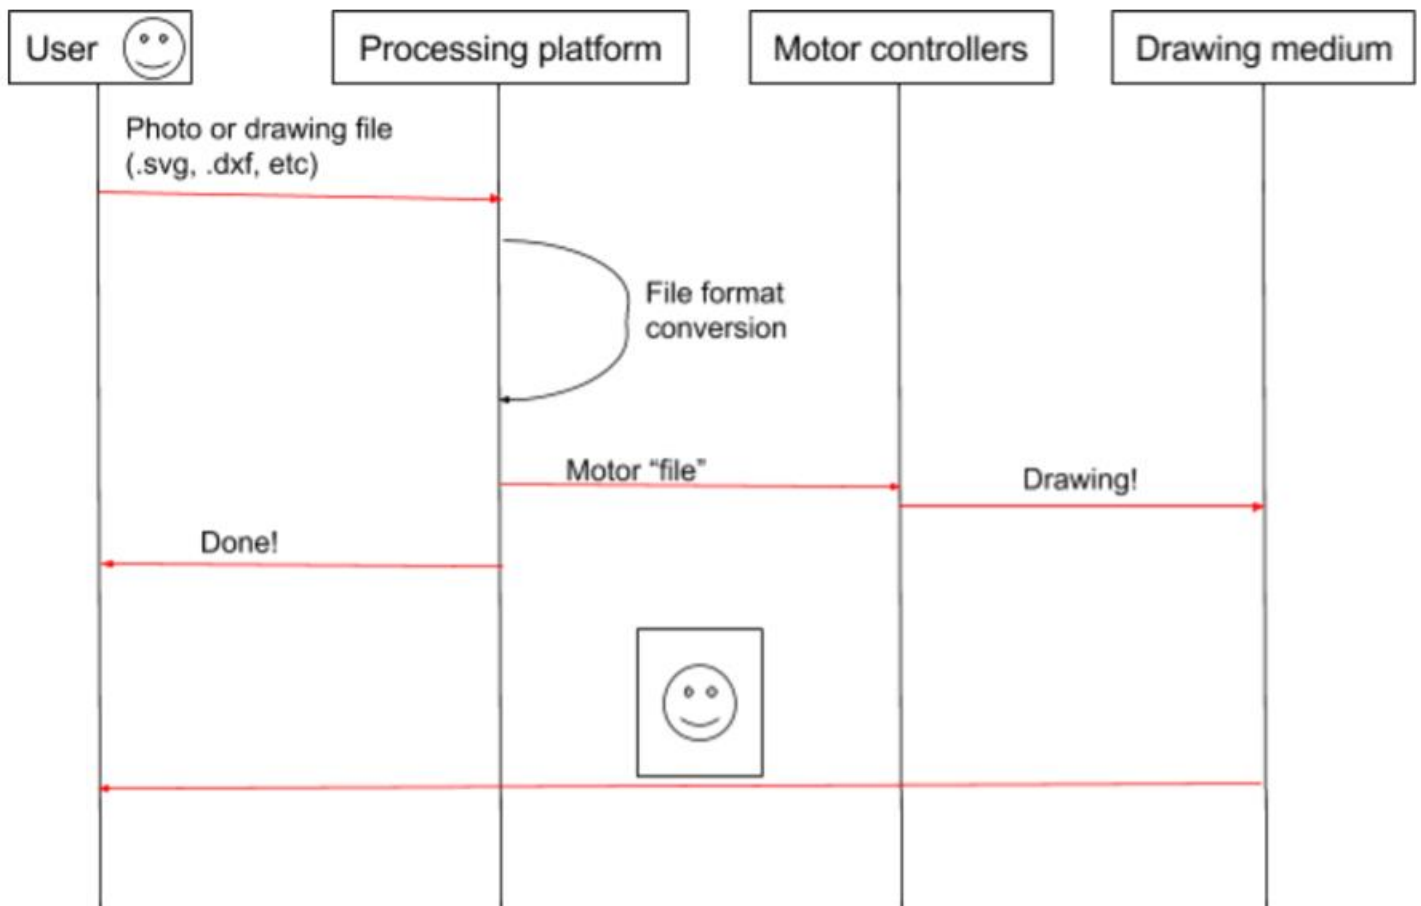 User
Processing platform
Motor controllers
Drawing medium
Photo or drawing file
(.svg, .dxf, etc)
File format
conversion
Motor “file”
Drawing!
Done!